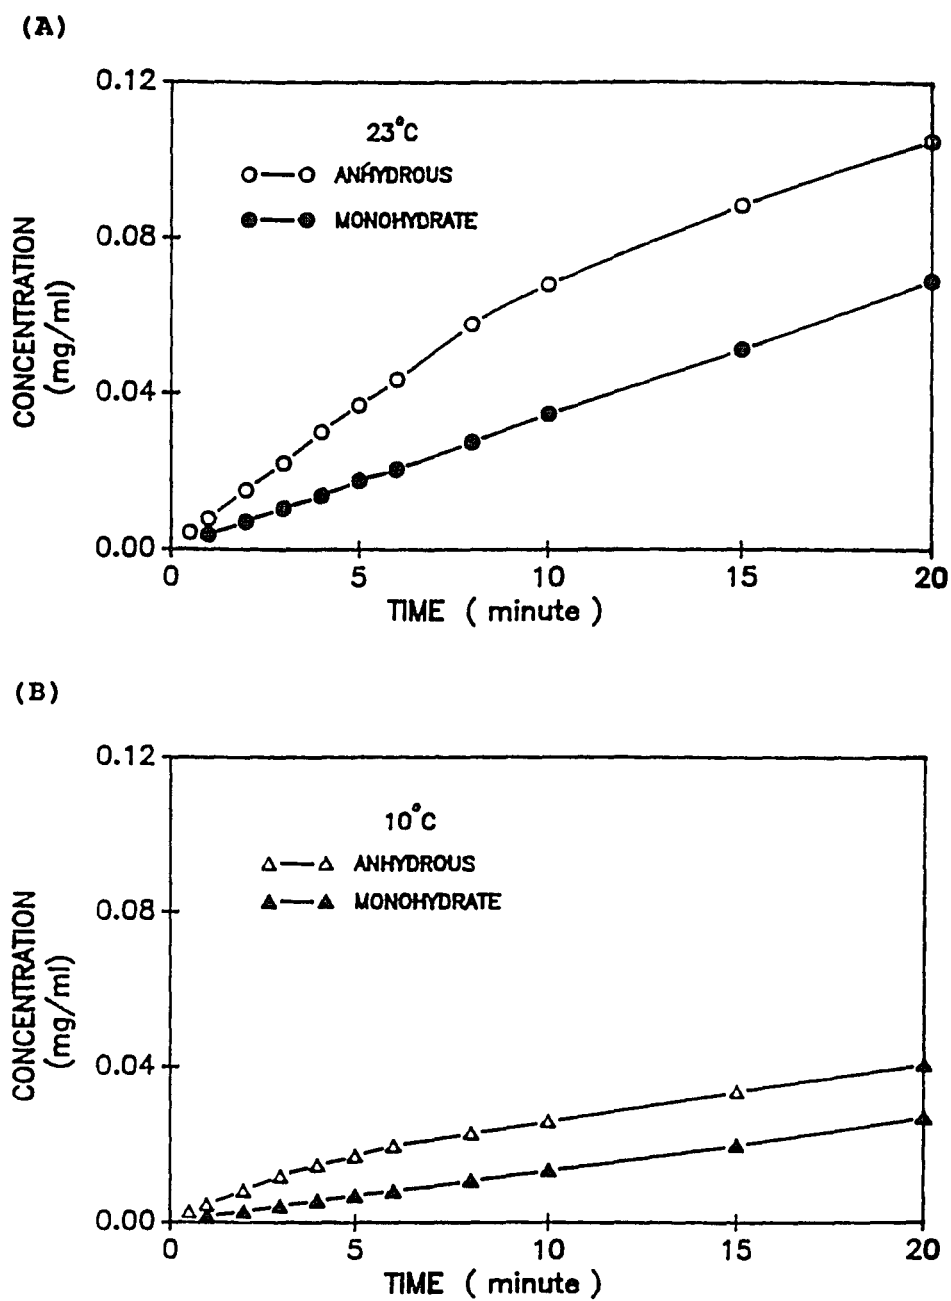 (A)
0.12
0.08
0.04
0.00
CONCENTRATION
(mg/ml)
23°C
ANHYDROUS
MONOHYDRATE
0 5 10 15 20
TIME ( minute )
(B)
0.12
0.08
0.04
0.00
CONCENTRATION
(mg/ml)
10°C
ANHYDROUS
MONOHYDRATE
0 5 10 15 20
TIME ( minute )